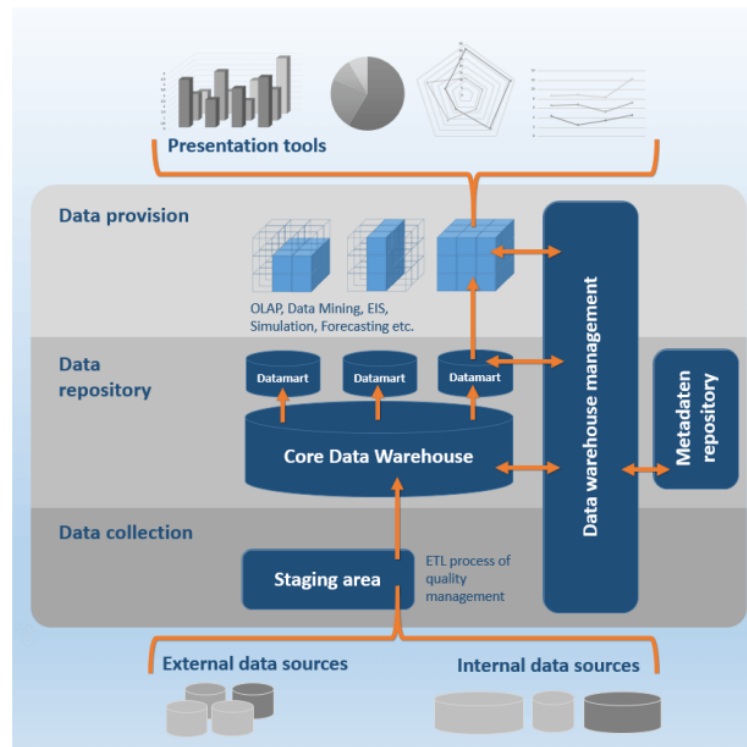 Presentation tools
Data provision
OLAP, Data Mining, EIS,
Simulation, Forecasting etc.
Data
repository
Datamart
Datamart
Datamart
Core Data Warehouse
Data warehouse management
Metadaten
repository
Data collection
Staging area
ETL process of
quality
management
External data sources
Internal data sources